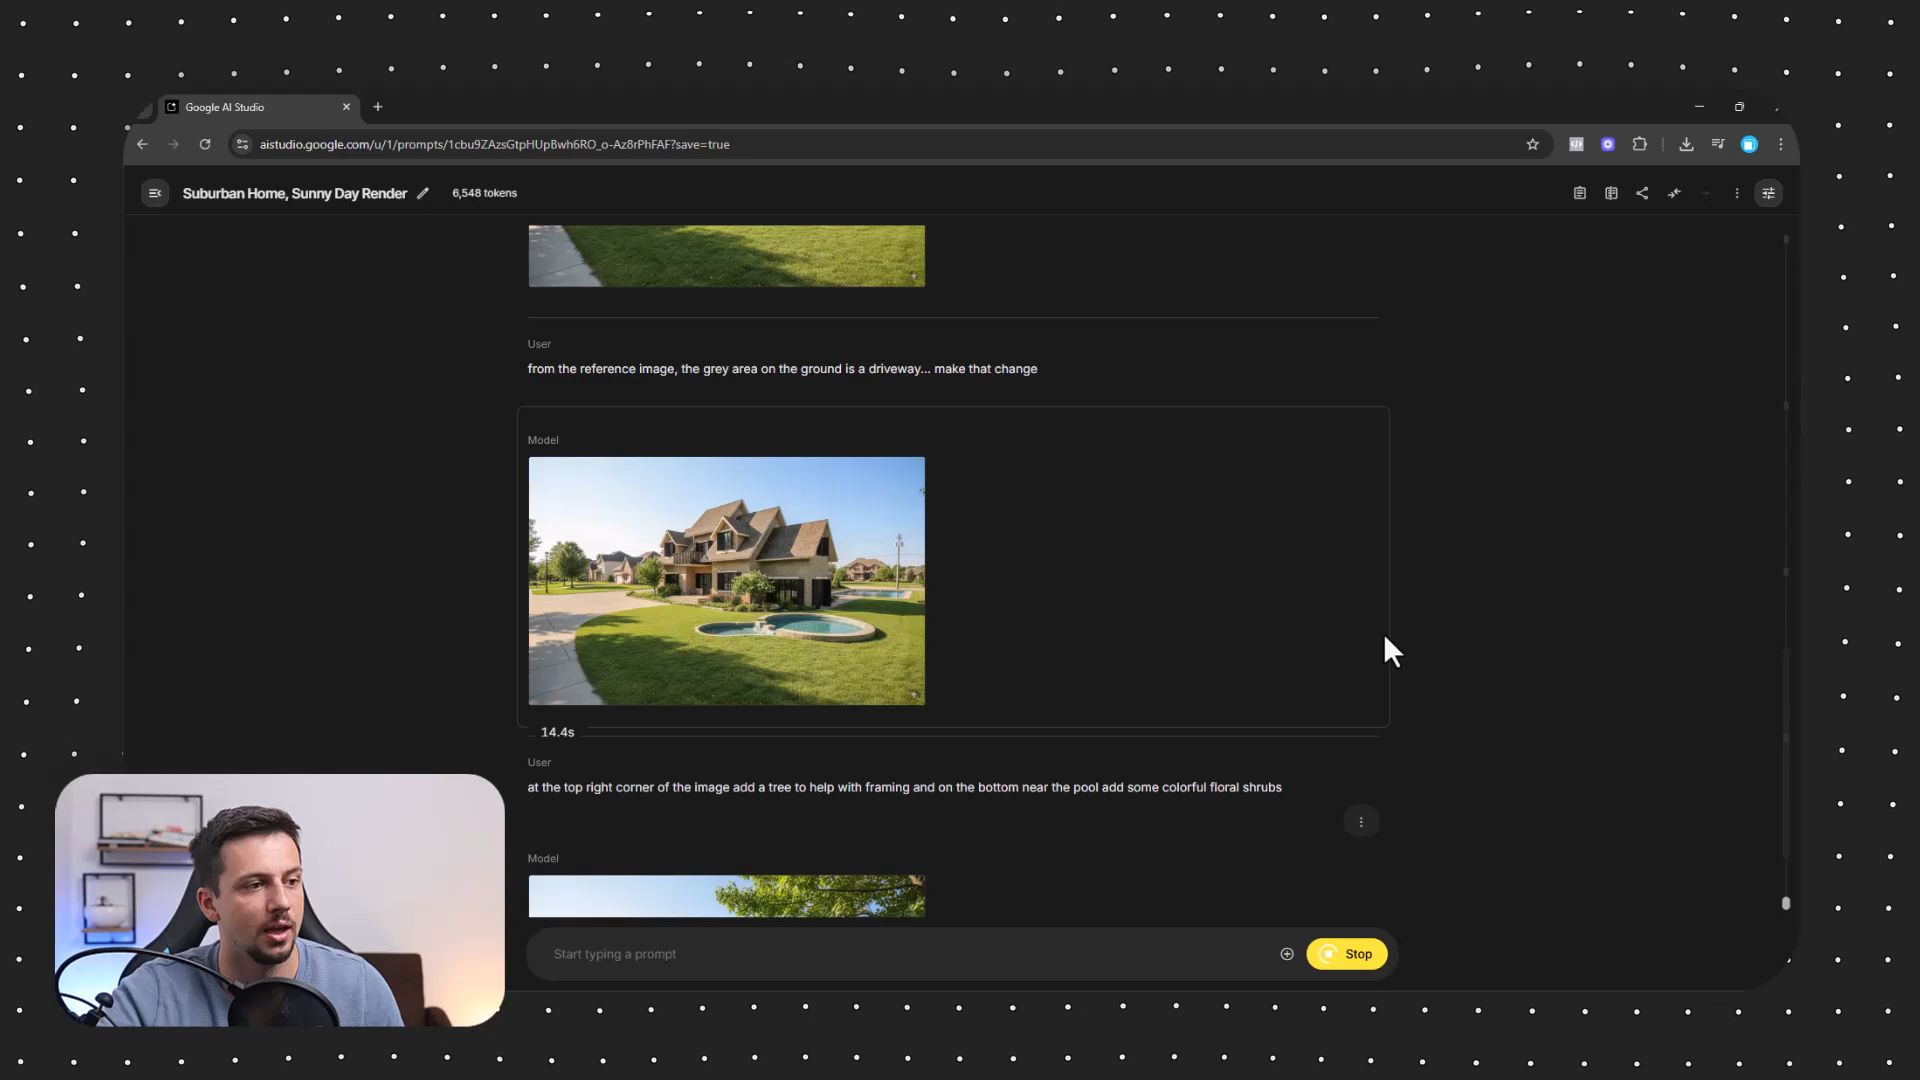 Google AI Studio
aistudio.google.com/u/1/prompts/1cbu9ZAzsGtpHUpBwh6RO_o-Az8rPhFAF?save=true
Suburban Home, Sunny Day Render
6,548 tokens
User
from the reference image, the grey area on the ground is a driveway... make that change
Model
14.4s
User
at the top right corner of the image add a tree to help with framing and on the bottom near the pool add some colorful floral shrubs
Model
Start typing a prompt
Stop